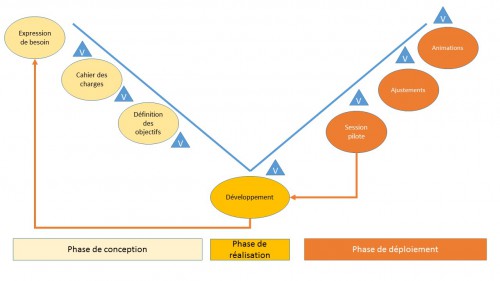 Expression
de besoin
V
Cahier des
charges
V
Définition
des
objectifs
V
Développement
V
Session
pilote
V
Ajustements
V
Animations
V
Phase de conception
Phase de
réalisation
Phase de déploiement